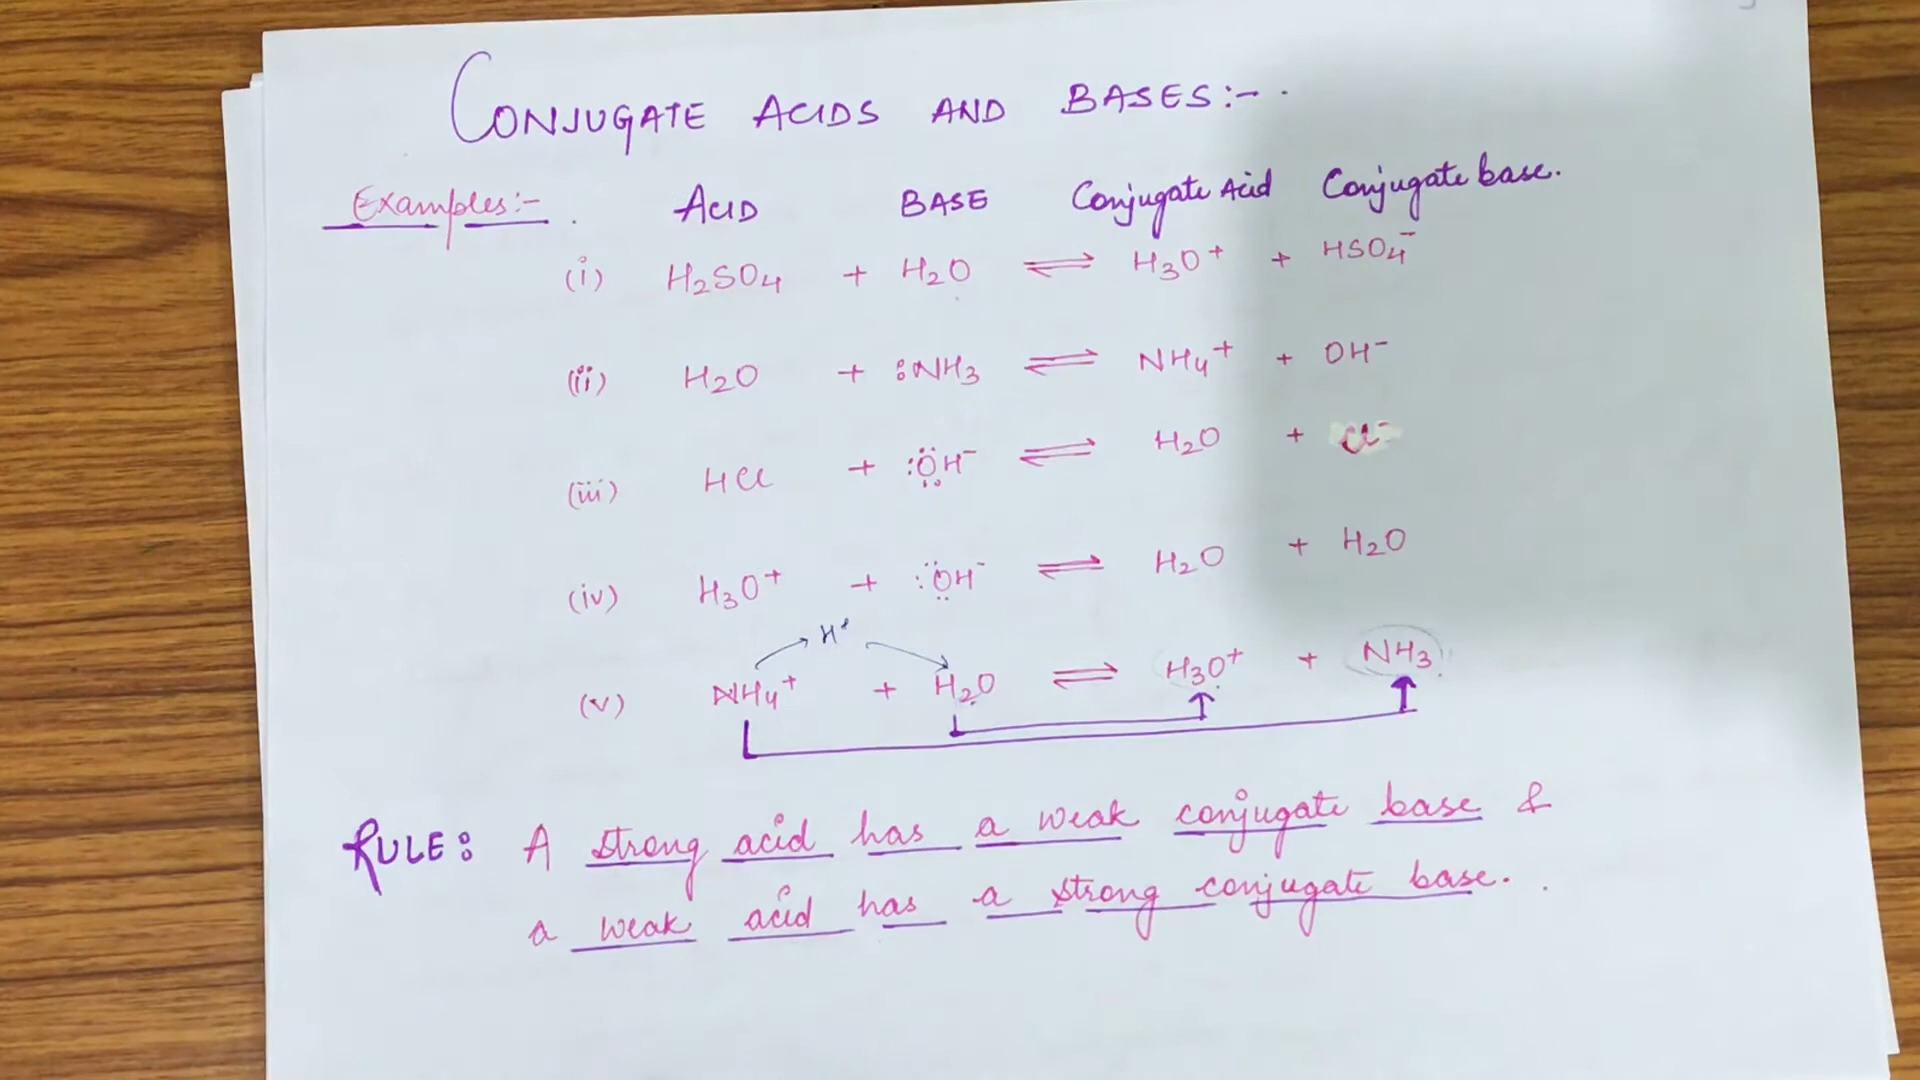 CONJUGATE ACIDS AND BASES:-
Examples:- ACID BASE Conjugate Acid Conjugate base.
(i) H₂SO₄ + H₂O ⇌ H₃O⁺ + HSO₄⁻
(ii) H₂O + :NH₃ ⇌ NH₄⁺ + OH⁻
(iii) HCl + :ÖH⁻ ⇌ H₂O + Cl⁻
(iv) H₃O⁺ + :ÖH⁻ ⇌ H₂O + H₂O
H⁺
(v) NH₄⁺ + H₂O ⇌ H₃O⁺ + NH₃
RULE: A strong acid has a weak conjugate base &
a weak acid has a strong conjugate base.